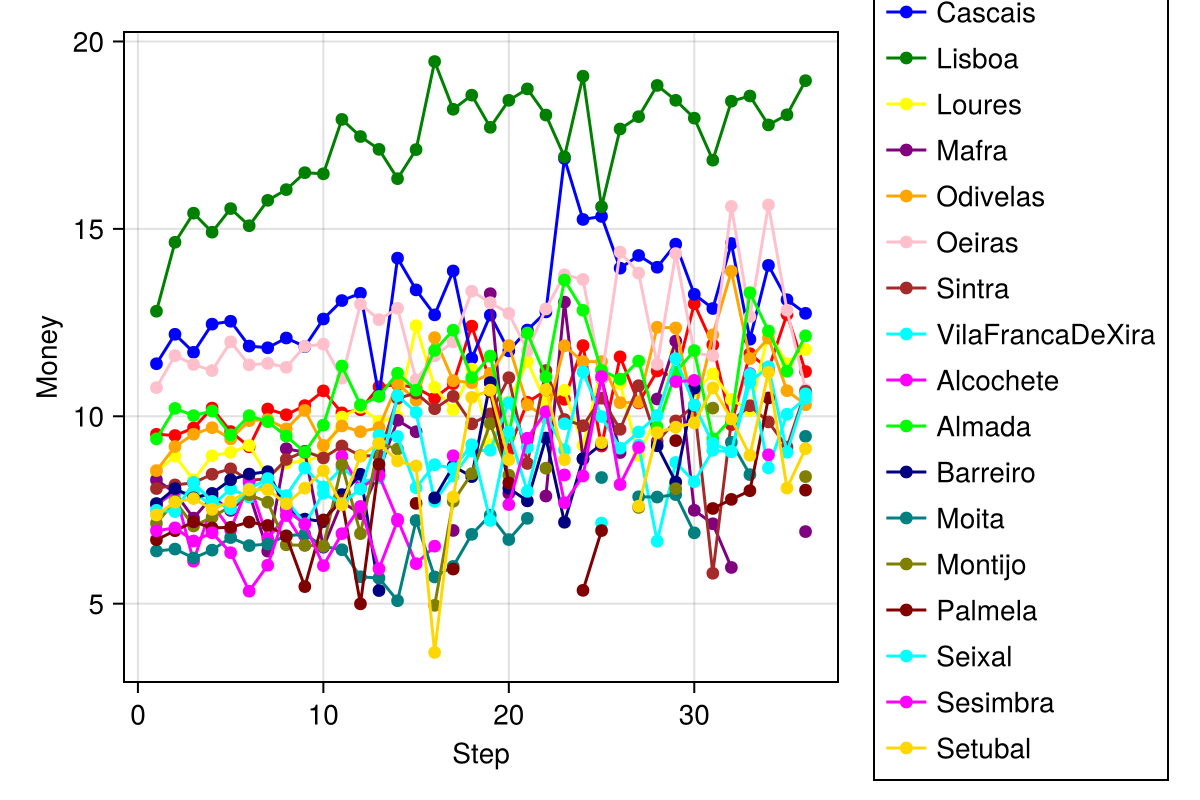 20
15
10
5
0
10
20
30
Money
Step
Cascais
Lisboa
Loures
Mafra
Odivelas
Oeiras
Sintra
VilaFrancaDeXira
Alcochete
Almada
Barreiro
Moita
Montijo
Palmela
Seixal
Sesimbra
Setubal